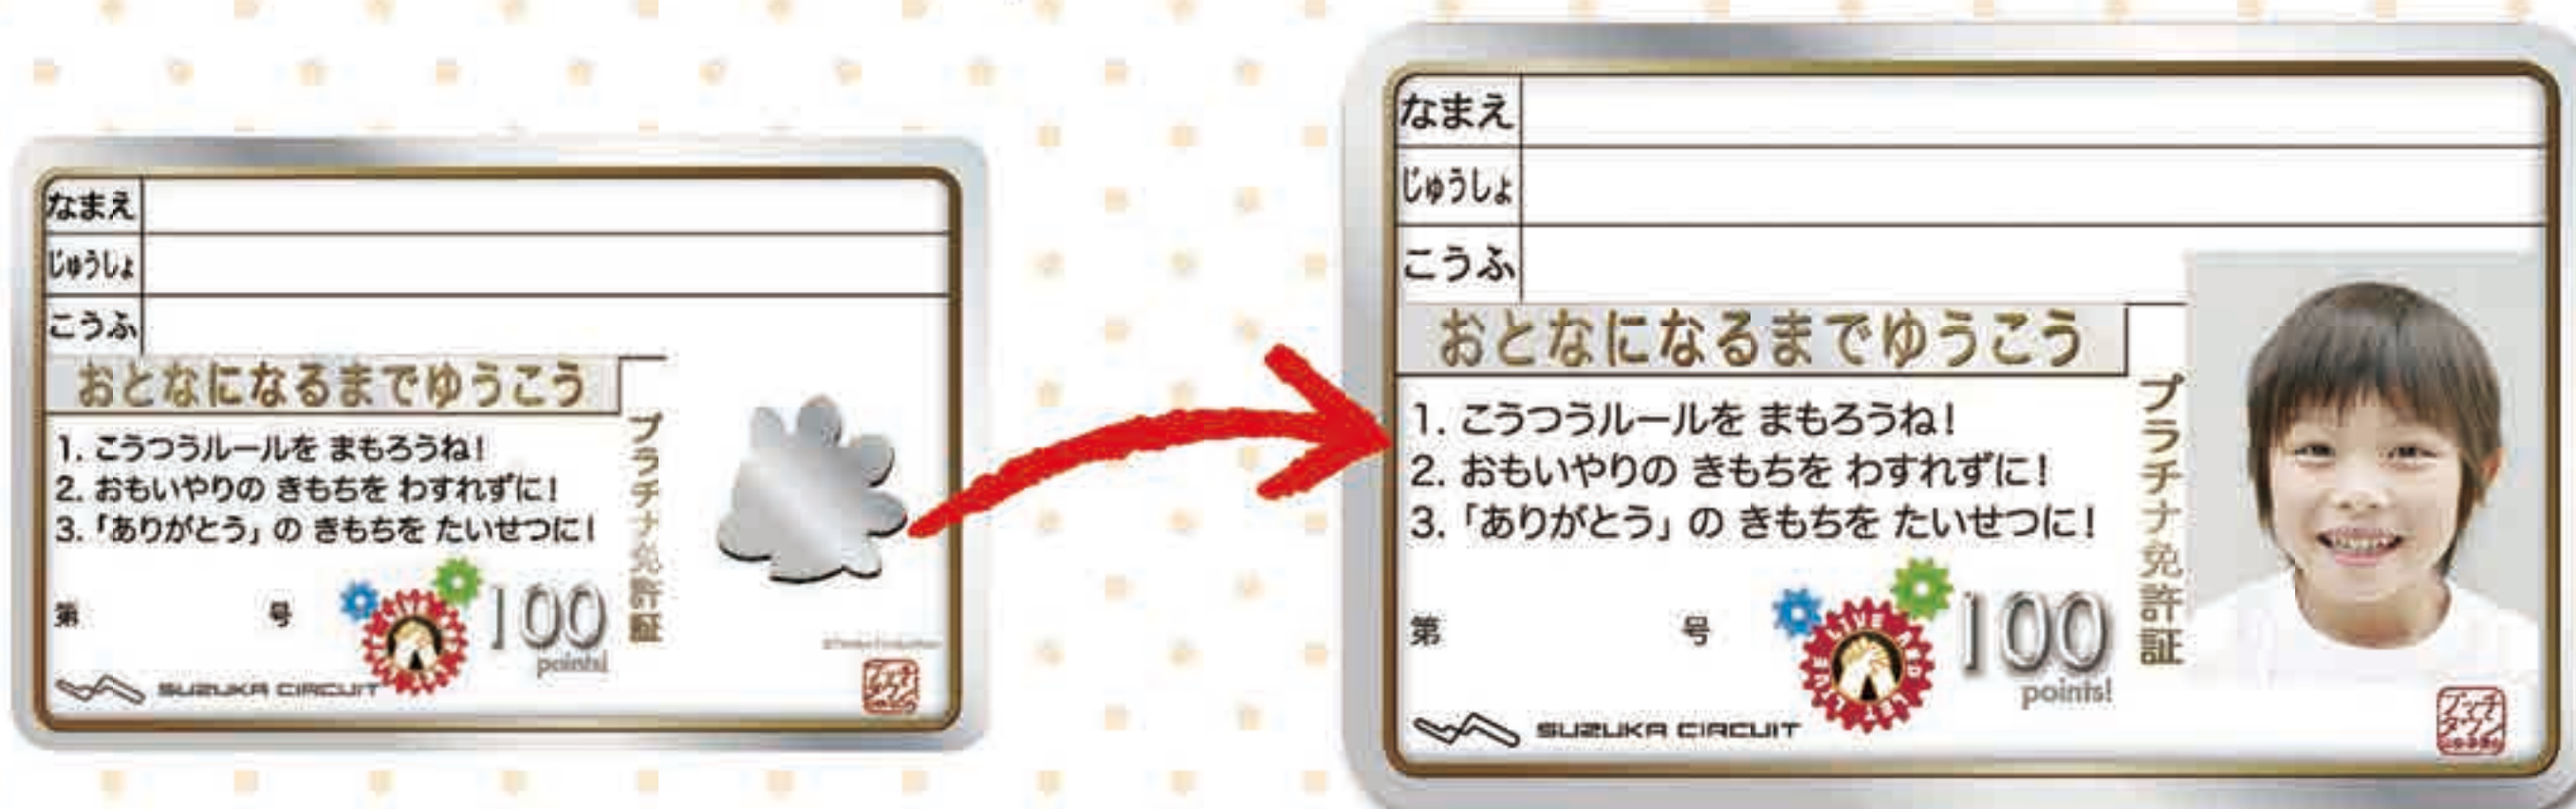 なまえ
じゅうしょ
こうふ
おとなになるまでゆうこう
1. こうつうルールを まもろうね!
2. おもいやりの きもちを わすれずに!
3.「ありがとう」の きもちを たいせつに!
プラチナ免許証
第 号
100
points!
SUZUKA CIRCUIT
なまえ
じゅうしょ
こうふ
おとなになるまでゆうこう
1. こうつうルールを まもろうね!
2. おもいやりの きもちを わすれずに!
3.「ありがとう」の きもちを たいせつに!
プラチナ免許証
第 号
100
points!
SUZUKA CIRCUIT
プッチ
タウン